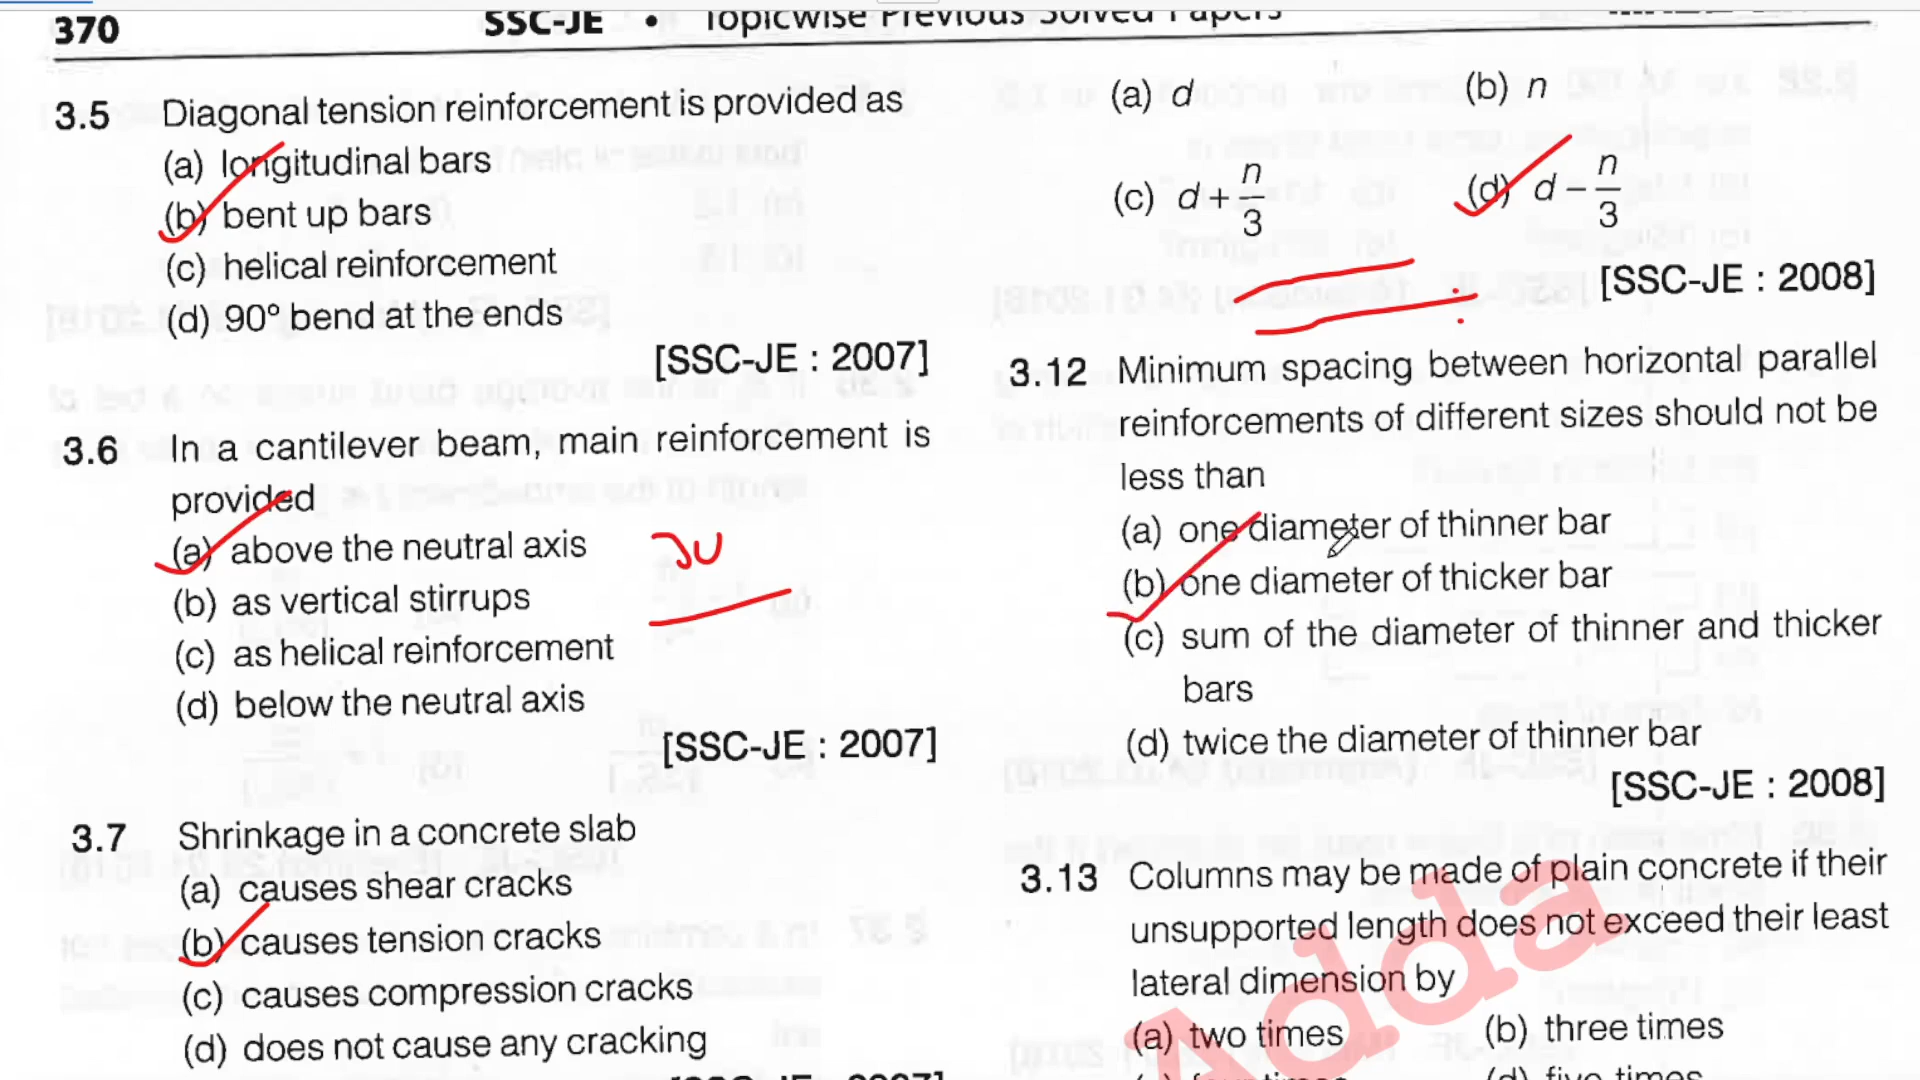 370
SSC-JE • Topicwise Previous Solved Papers
3.5 Diagonal tension reinforcement is provided as
(a) longitudinal bars
(b) bent up bars
(c) helical reinforcement
(d) 90° bend at the ends
[SSC-JE : 2007]
3.6 In a cantilever beam, main reinforcement is
provided
(a) above the neutral axis
(b) as vertical stirrups
(c) as helical reinforcement
(d) below the neutral axis
[SSC-JE : 2007]
3.7 Shrinkage in a concrete slab
(a) causes shear cracks
(b) causes tension cracks
(c) causes compression cracks
(d) does not cause any cracking
[SSC-JE : 2007]
(a) d (b) n
(c) d + n/3 (d) d – n/3
[SSC-JE : 2008]
3.12 Minimum spacing between horizontal parallel
reinforcements of different sizes should not be
less than
(a) one diameter of thinner bar
(b) one diameter of thicker bar
(c) sum of the diameter of thinner and thicker
bars
(d) twice the diameter of thinner bar
[SSC-JE : 2008]
3.13 Columns may be made of plain concrete if their
unsupported length does not exceed their least
lateral dimension by
(a) two times (b) three times
(c) four times (d) five times
Adda